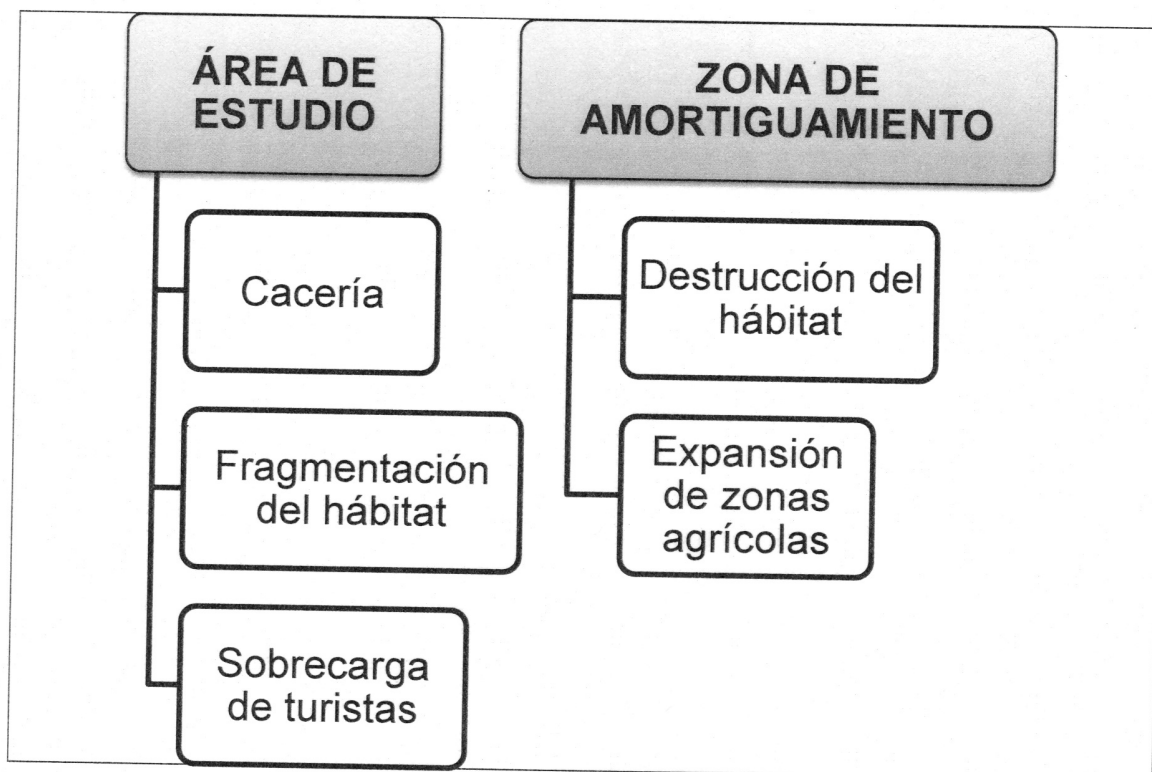 ÁREA DE
ESTUDIO
Cacería
Fragmentación
del hábitat
Sobrecarga
de turistas
ZONA DE
AMORTIGUAMIENTO
Destrucción del
hábitat
Expansión
de zonas
agrícolas